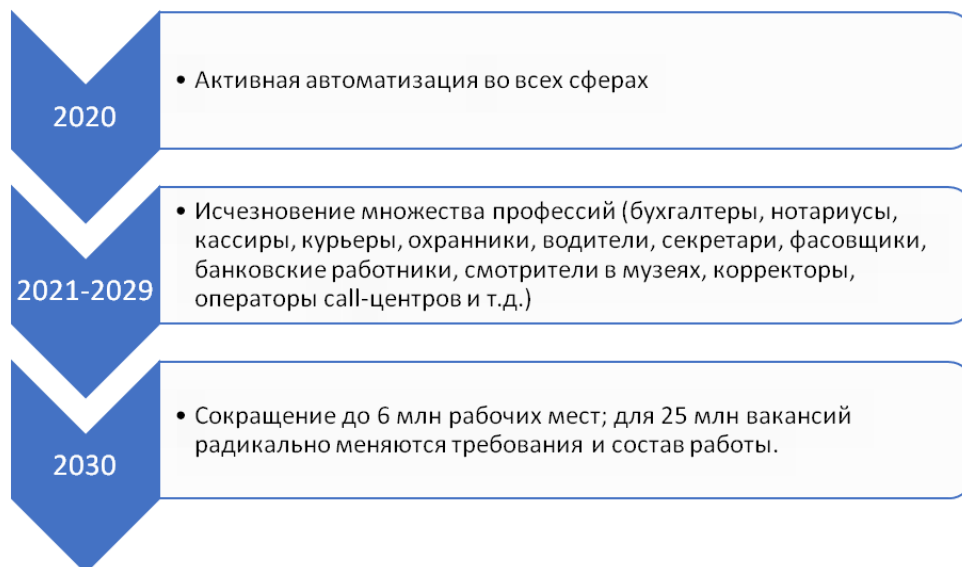 2020
• Активная автоматизация во всех сферах
2021-2029
• Исчезновение множества профессий (бухгалтеры, нотариусы,
кассиры, курьеры, охранники, водители, секретари, фасовщики,
банковские работники, смотрители в музеях, корректоры,
операторы call-центров и т.д.)
2030
• Сокращение до 6 млн рабочих мест; для 25 млн вакансий
радикально меняются требования и состав работы.